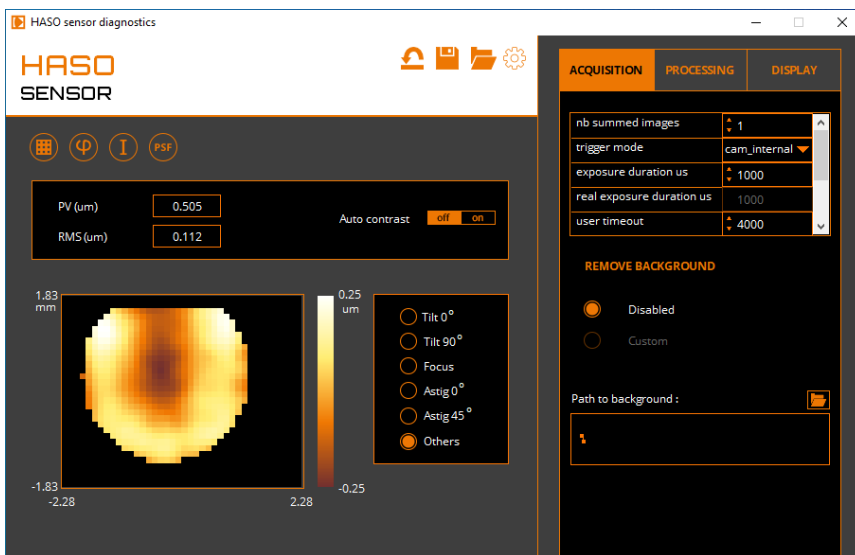 HASO sensor diagnostics
HASO
SENSOR
φ
I
PSF
PV (um) 0.505
RMS (um) 0.112
Auto contrast off on
1.83
mm
-1.83
-2.28 2.28
0.25
um
-0.25
Tilt 0°
Tilt 90°
Focus
Astig 0°
Astig 45°
Others
ACQUISITION PROCESSING DISPLAY
nb summed images 1
trigger mode cam_internal
exposure duration us 1000
real exposure duration us 1000
user timeout 4000
REMOVE BACKGROUND
Disabled
Custom
Path to background :